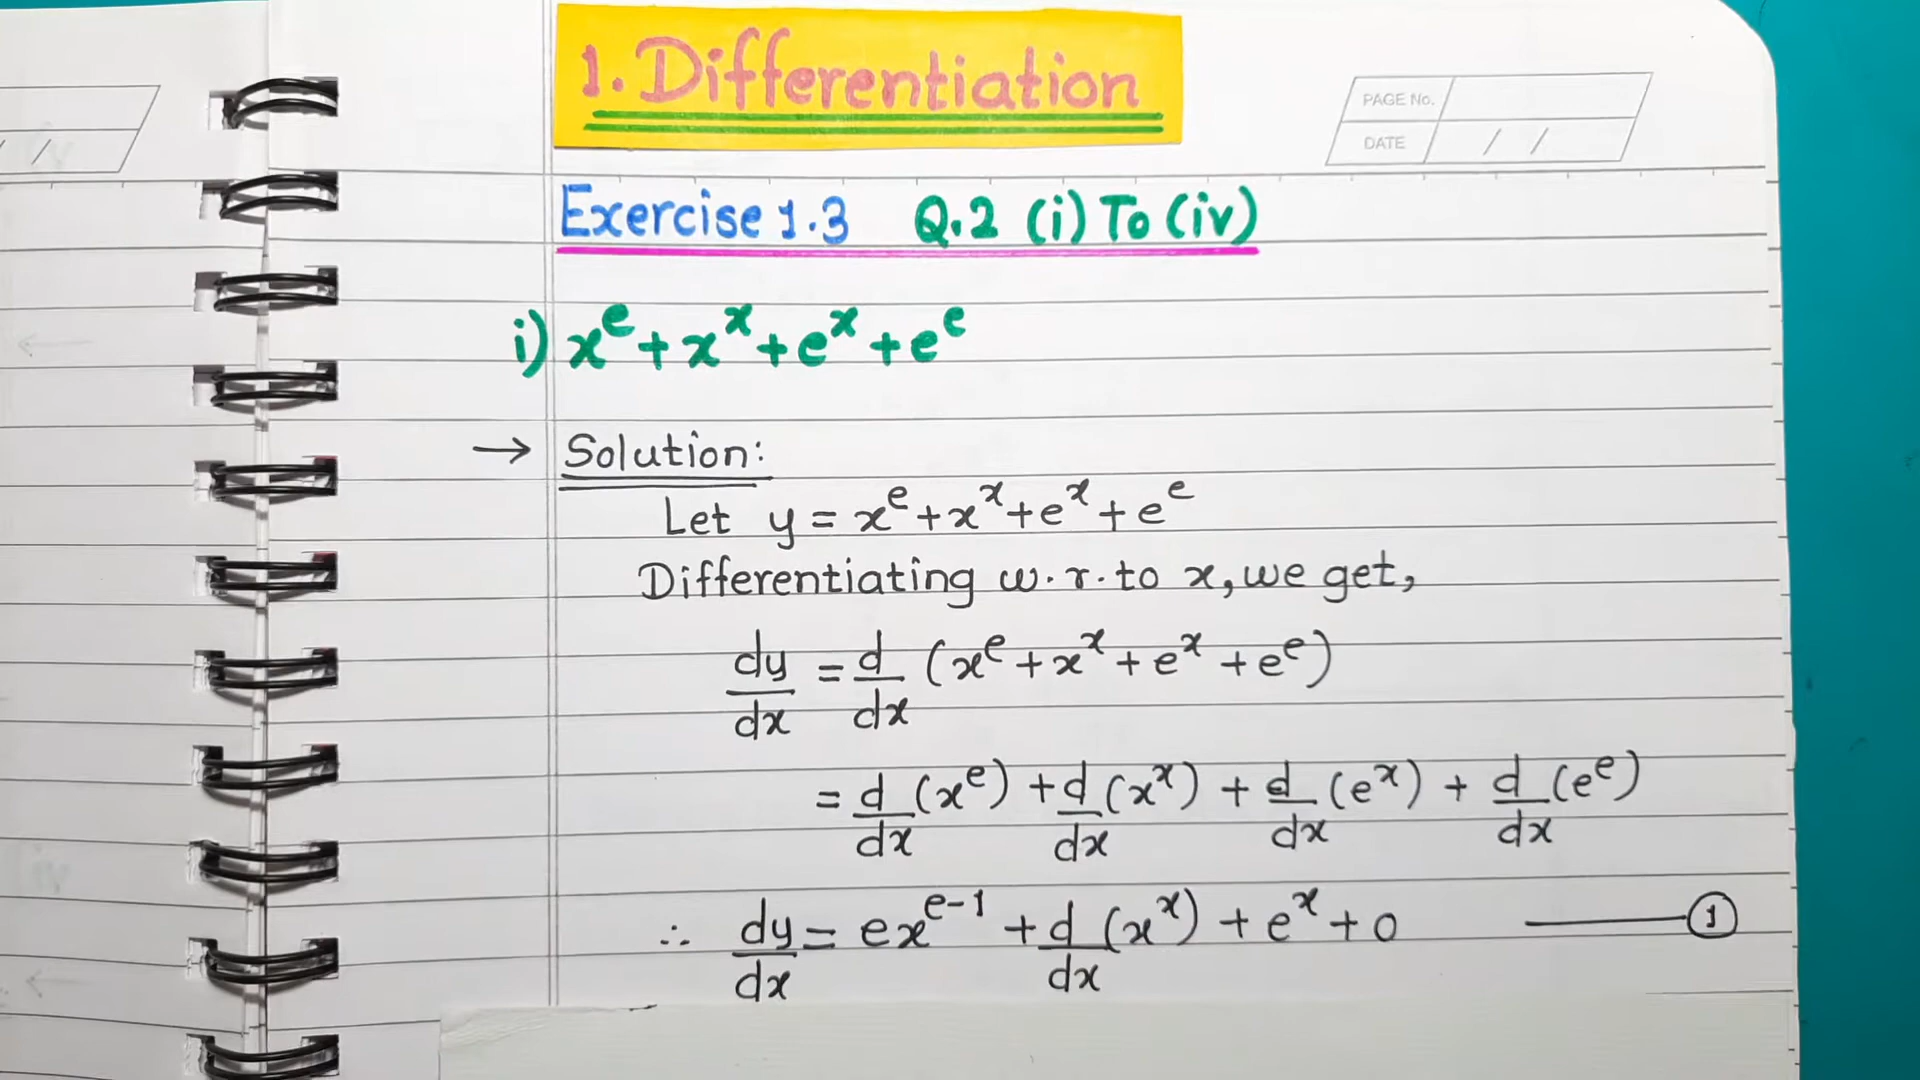 1. Differentiation
PAGE No.
DATE / /
Exercise 1.3 Q.2 (i) To (iv)
i) x^e + x^x + e^x + e^e
→ Solution:
Let y = x^e + x^x + e^x + e^e
Differentiating w.r.to x, we get,
dy/dx = d/dx (x^e + x^x + e^x + e^e)
= d/dx (x^e) + d/dx (x^x) + d/dx (e^x) + d/dx (e^e)
∴ dy/dx = ex^(e-1) + d/dx (x^x) + e^x + 0 —— ①